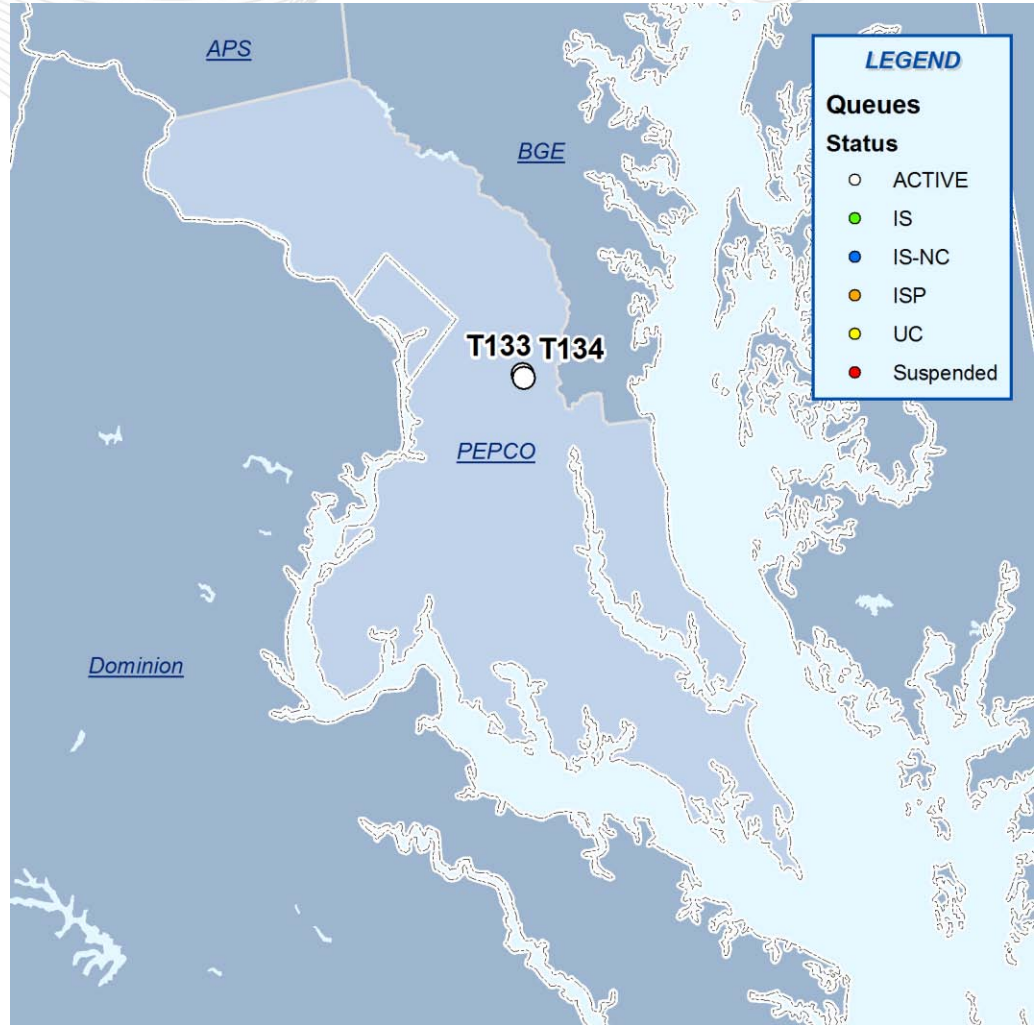 APS
BGE
T133 T134
PEPCO
Dominion
LEGEND
Queues
Status
ACTIVE
IS
IS-NC
ISP
UC
Suspended